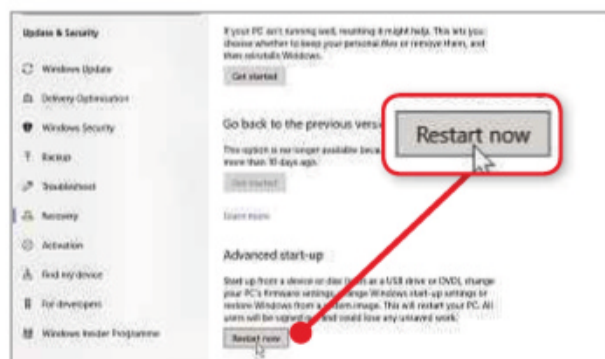 Update & Security
Windows Update
Delivery Optimisation
Windows Security
Backup
Troubleshoot
Recovery
Activation
Find my device
For developers
Windows Insider Programme
If your PC isn't running well, resetting it might help. This lets you
choose whether to keep your personal files or remove them, and
then reinstalls Windows.
Get started
Go back to the previous vers
This option is no longer available beca
more than 10 days ago.
Get started
Learn more
Restart now
Advanced start-up
Start up from a device or disc (such as a USB drive or DVD), change
your PC's firmware settings, change Windows start-up settings or
restore Windows from a system image. This will restart your PC. All
users will be signed out and could lose any unsaved work.
Restart now